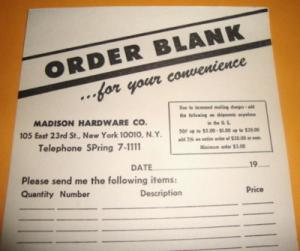 ORDER BLANK
...for your convenience
MADISON HARDWARE CO.
105 East 23rd St., New York 10010, N.Y.
Telephone SPring 7-1111
Due to increased mailing charges - add
the following on shipments anywhere
in the U. S.
50¢ up to $5.00 - $1.00 up to $20.00
add 5% on entire order of $20.00 or over
Minimum order $3.00
DATE 19
Please send me the following items:
Quantity Number Description Price